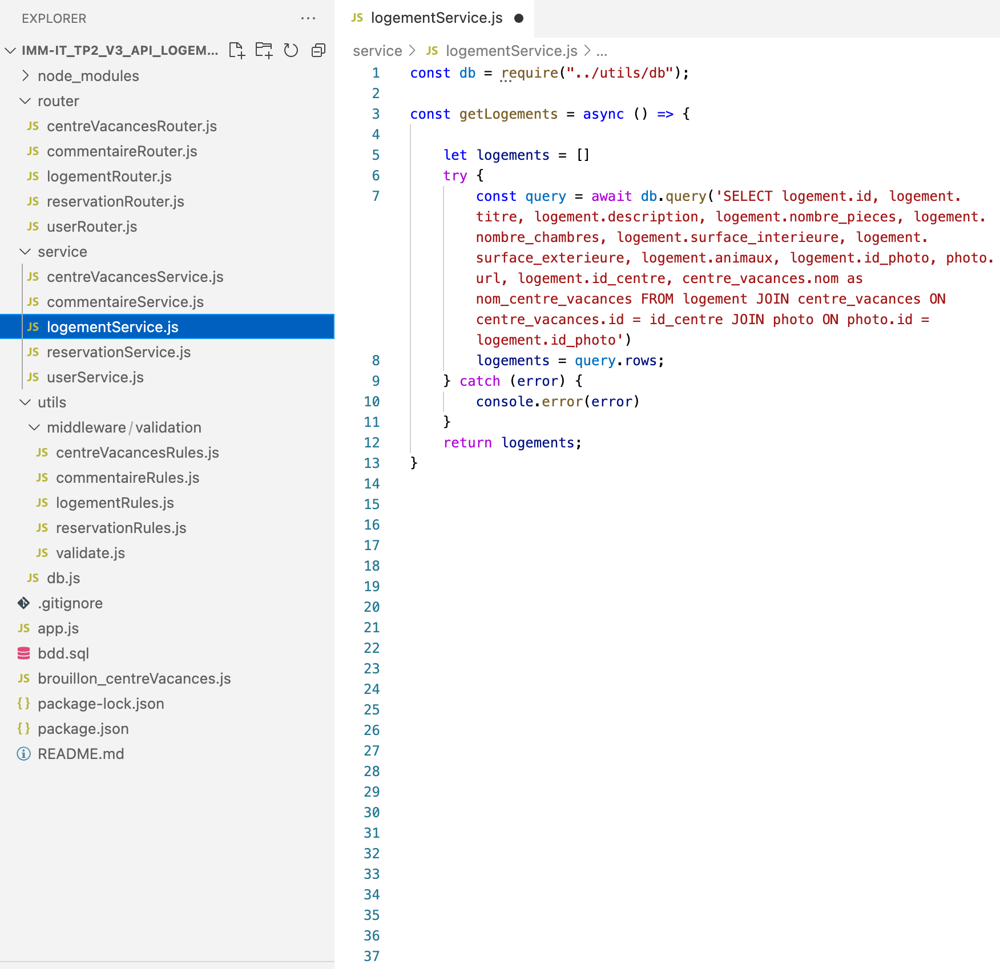 EXPLORER
IMM-IT_TP2_V3_API_LOGEM...
node_modules
router
JS centreVacancesRouter.js
JS commentaireRouter.js
JS logementRouter.js
JS reservationRouter.js
JS userRouter.js
service
JS centreVacancesService.js
JS commentaireService.js
JS logementService.js
JS reservationService.js
JS userService.js
utils
middleware/validation
JS centreVacancesRules.js
JS commentaireRules.js
JS logementRules.js
JS reservationRules.js
JS validate.js
JS db.js
.gitignore
JS app.js
bdd.sql
JS brouillon_centreVacances.js
{} package-lock.json
{} package.json
README.md
JS logementService.js
service > JS logementService.js > ...
1 const db = require("../utils/db");
2
3 const getLogements = async () => {
4
5 let logements = []
6 try {
7 const query = await db.query('SELECT logement.id, logement.
titre, logement.description, logement.nombre_pieces, logement.
nombre_chambres, logement.surface_interieure, logement.
surface_exterieure, logement.animaux, logement.id_photo, photo.
url, logement.id_centre, centre_vacances.nom as
nom_centre_vacances FROM logement JOIN centre_vacances ON
centre_vacances.id = id_centre JOIN photo ON photo.id =
logement.id_photo')
8 logements = query.rows;
9 } catch (error) {
10 console.error(error)
11 }
12 return logements;
13 }
14
15
16
17
18
19
20
21
22
23
24
25
26
27
28
29
30
31
32
33
34
35
36
37